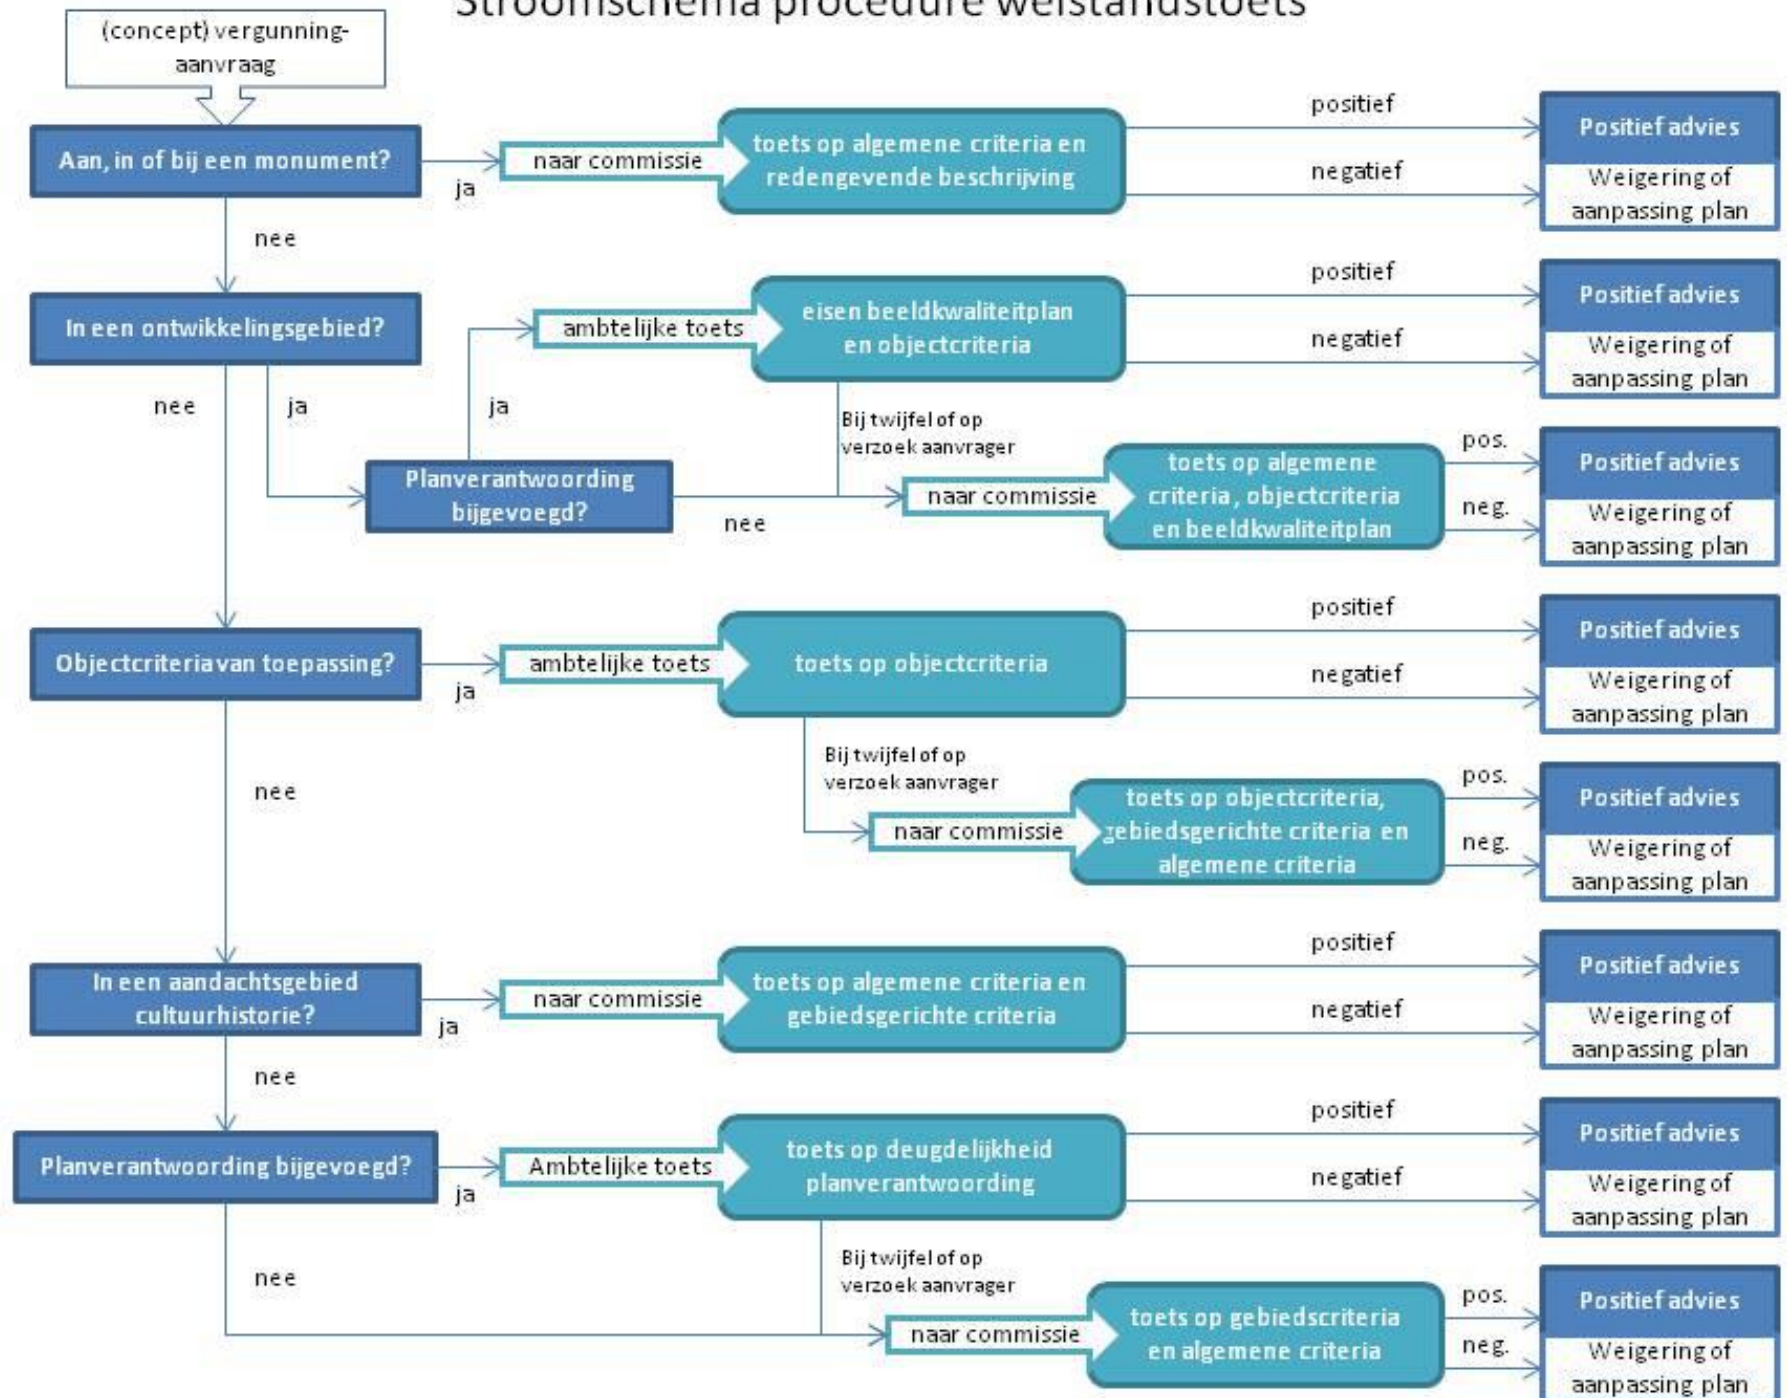 Stroomschema procedure welstandstoets
(concept) vergunning-
aanvraag
Aan, in of bij een monument?
ja
naar commissie
toets op algemene criteria en
redengevende beschrijving
positief
negatief
Positief advies
Weigering of
aanpassing plan
nee
In een ontwikkelingsgebied?
nee
ja
ja
ambtelijke toets
eisen beeldkwaliteitplan
en objectcriteria
positief
negatief
Positief advies
Weigering of
aanpassing plan
Planverantwoording
bijgevoegd?
nee
Bij twijfel of op
verzoek aanvrager
naar commissie
toets op algemene
criteria, objectcriteria
en beeldkwaliteitplan
pos.
neg.
Positief advies
Weigering of
aanpassing plan
Objectcriteria van toepassing?
ja
ambtelijke toets
toets op objectcriteria
positief
negatief
Positief advies
Weigering of
aanpassing plan
nee
Bij twijfel of op
verzoek aanvrager
naar commissie
toets op objectcriteria,
gebiedsgerichte criteria en
algemene criteria
pos.
neg.
Positief advies
Weigering of
aanpassing plan
In een aandachtsgebied
cultuurhistorie?
ja
naar commissie
toets op algemene criteria en
gebiedsgerichte criteria
positief
negatief
Positief advies
Weigering of
aanpassing plan
nee
Planverantwoording bijgevoegd?
ja
Ambtelijke toets
toets op deugdelijkheid
planverantwoording
positief
negatief
Positief advies
Weigering of
aanpassing plan
nee
Bij twijfel of op
verzoek aanvrager
naar commissie
toets op gebiedscriteria
en algemene criteria
pos.
neg.
Positief advies
Weigering of
aanpassing plan